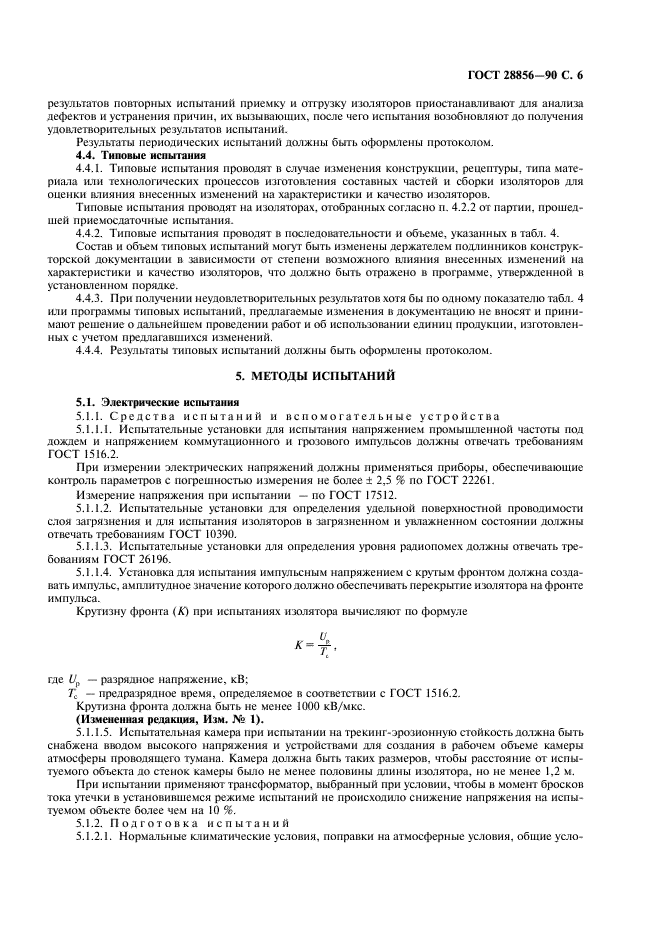 ГОСТ 28856—90 С. 6
результатов повторных испытаний приемку и отгрузку изоляторов приостанавливают для анализа
дефектов и устранения причин, их вызывающих, после чего испытания возобновляют до получения
удовлетворительных результатов испытаний.
Результаты периодических испытаний должны быть оформлены протоколом.
4.4. Типовые испытания
4.4.1. Типовые испытания проводят в случае изменения конструкции, рецептуры, типа мате-
риала или технологических процессов изготовления составных частей и сборки изоляторов для
оценки влияния внесенных изменений на характеристики и качество изоляторов.
Типовые испытания проводят на изоляторах, отобранных согласно п. 4.2.2 от партии, прошед-
шей приемосдаточные испытания.
4.4.2. Типовые испытания проводят в последовательности и объеме, указанных в табл. 4.
Состав и объем типовых испытаний могут быть изменены держателем подлинников конструк-
торской документации в зависимости от степени возможного влияния внесенных изменений на
характеристики и качество изоляторов, что должно быть отражено в программе, утвержденной в
установленном порядке.
4.4.3. При получении неудовлетворительных результатов хотя бы по одному показателю табл. 4
или программы типовых испытаний, предлагаемые изменения в документацию не вносят и прини-
мают решение о дальнейшем проведении работ и об использовании единиц продукции, изготовлен-
ных с учетом предлагавшихся изменений.
4.4.4. Результаты типовых испытаний должны быть оформлены протоколом.
5. МЕТОДЫ ИСПЫТАНИЙ
5.1. Электрические испытания
5.1.1. Средства испытаний и вспомогательные устройства
5.1.1.1. Испытательные установки для испытания напряжением промышленной частоты под
дождем и напряжением коммутационного и грозового импульсов должны отвечать требованиям
ГОСТ 1516.2.
При измерении электрических напряжений должны применяться приборы, обеспечивающие
контроль параметров с погрешностью измерения не более ± 2,5 % по ГОСТ 22261.
Измерение напряжения при испытании — по ГОСТ 17512.
5.1.1.2. Испытательные установки для определения удельной поверхностной проводимости
слоя загрязнения и для испытания изоляторов в загрязненном и увлажненном состоянии должны
отвечать требованиям ГОСТ 10390.
5.1.1.3. Испытательные установки для определения уровня радиопомех должны отвечать тре-
бованиям ГОСТ 26196.
5.1.1.4. Установка для испытания импульсным напряжением с крутым фронтом должна созда-
вать импульс, амплитудное значение которого должно обеспечивать перекрытие изолятора на фронте
импульса.
Крутизну фронта (K) при испытаниях изолятора вычисляют по формуле
K = Uр / Tс ,
где Uр — разрядное напряжение, кВ;
Tс — предразрядное время, определяемое в соответствии с ГОСТ 1516.2.
Крутизна фронта должна быть не менее 1000 кВ/мкс.
(Измененная редакция, Изм. № 1).
5.1.1.5. Испытательная камера при испытании на трекинг-эрозионную стойкость должна быть
снабжена вводом высокого напряжения и устройствами для создания в рабочем объеме камеры
атмосферы проводящего тумана. Камера должна быть таких размеров, чтобы расстояние от испы-
туемого объекта до стенок камеры было не менее половины длины изолятора, но не менее 1,2 м.
При испытании применяют трансформатор, выбранный при условии, чтобы в момент бросков
тока утечки в установившемся режиме испытаний не происходило снижение напряжения на испы-
туемом объекте более чем на 10 %.
5.1.2. Подготовка испытаний
5.1.2.1. Нормальные климатические условия, поправки на атмосферные условия, общие усло-